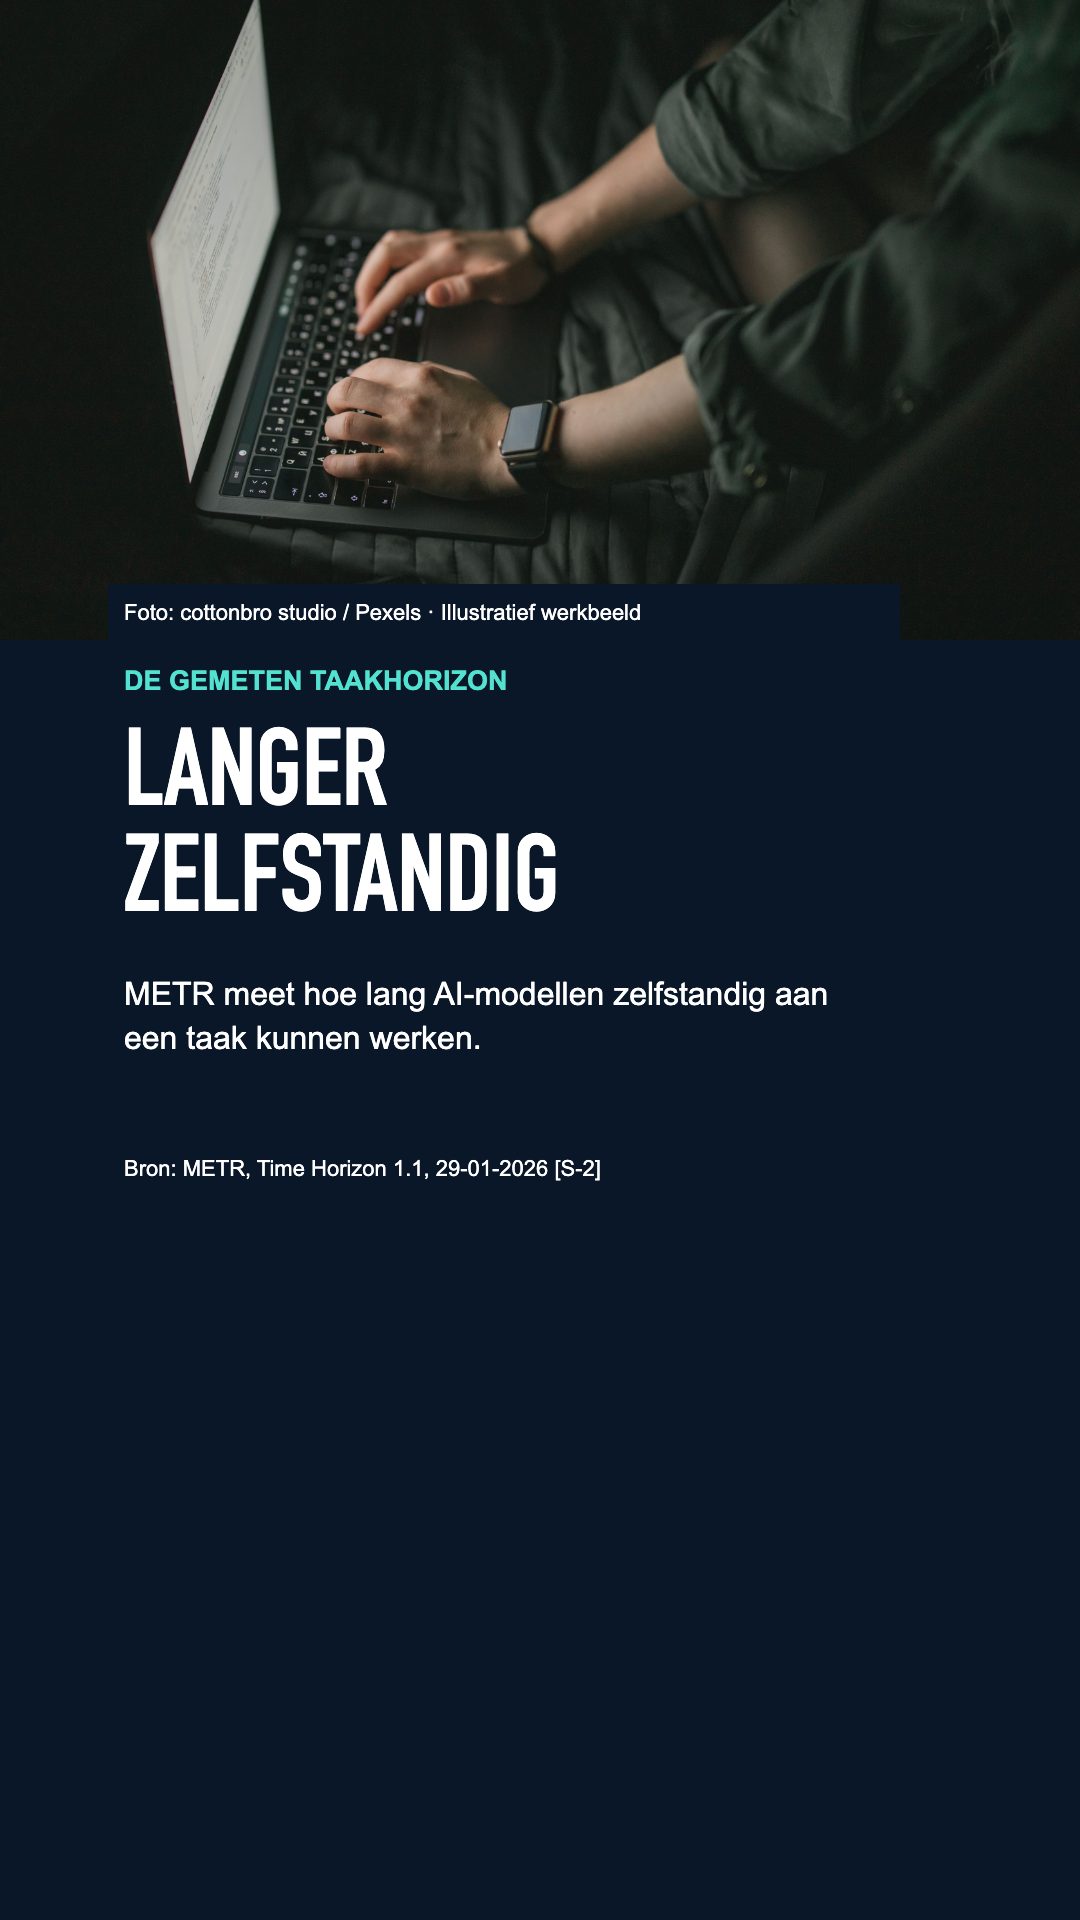 Foto: cottonbro studio / Pexels · Illustratief werkbeeld
DE GEMETEN TAAKHORIZON
LANGER
ZELFSTANDIG
METR meet hoe lang AI-modellen zelfstandig aan
een taak kunnen werken.
Bron: METR, Time Horizon 1.1, 29-01-2026 [S-2]